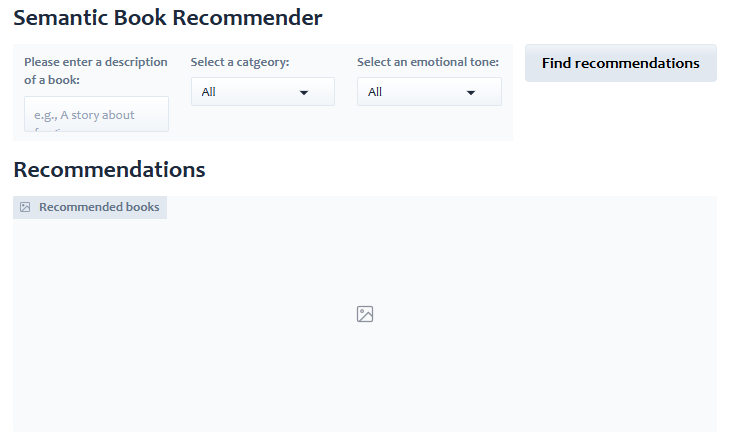 Semantic Book Recommender
Please enter a description
of a book:
Select a catgeory:
Select an emotional tone:
Find recommendations
e.g., A story about
All
All
Recommendations
Recommended books